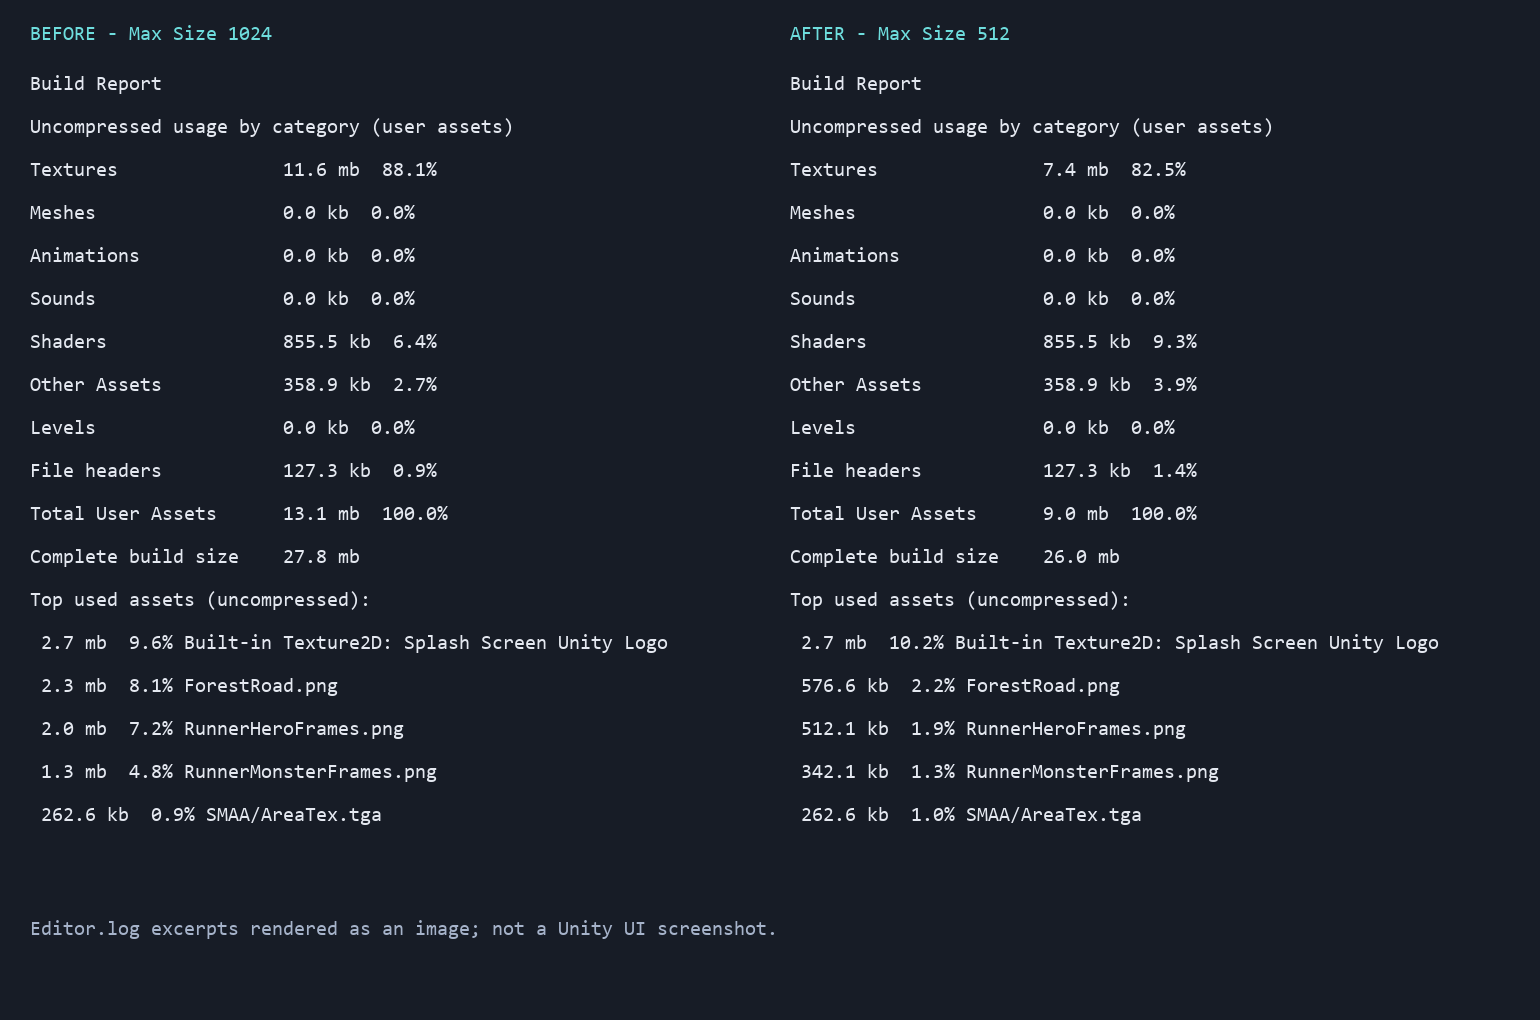 BEFORE - Max Size 1024
Build Report
Uncompressed usage by category (user assets)
Textures 11.6 mb 88.1%
Meshes 0.0 kb 0.0%
Animations 0.0 kb 0.0%
Sounds 0.0 kb 0.0%
Shaders 855.5 kb 6.4%
Other Assets 358.9 kb 2.7%
Levels 0.0 kb 0.0%
File headers 127.3 kb 0.9%
Total User Assets 13.1 mb 100.0%
Complete build size 27.8 mb
Top used assets (uncompressed):
2.7 mb 9.6% Built-in Texture2D: Splash Screen Unity Logo
2.3 mb 8.1% ForestRoad.png
2.0 mb 7.2% RunnerHeroFrames.png
1.3 mb 4.8% RunnerMonsterFrames.png
262.6 kb 0.9% SMAA/AreaTex.tga
AFTER - Max Size 512
Build Report
Uncompressed usage by category (user assets)
Textures 7.4 mb 82.5%
Meshes 0.0 kb 0.0%
Animations 0.0 kb 0.0%
Sounds 0.0 kb 0.0%
Shaders 855.5 kb 9.3%
Other Assets 358.9 kb 3.9%
Levels 0.0 kb 0.0%
File headers 127.3 kb 1.4%
Total User Assets 9.0 mb 100.0%
Complete build size 26.0 mb
Top used assets (uncompressed):
2.7 mb 10.2% Built-in Texture2D: Splash Screen Unity Logo
576.6 kb 2.2% ForestRoad.png
512.1 kb 1.9% RunnerHeroFrames.png
342.1 kb 1.3% RunnerMonsterFrames.png
262.6 kb 1.0% SMAA/AreaTex.tga
Editor.log excerpts rendered as an image; not a Unity UI screenshot.